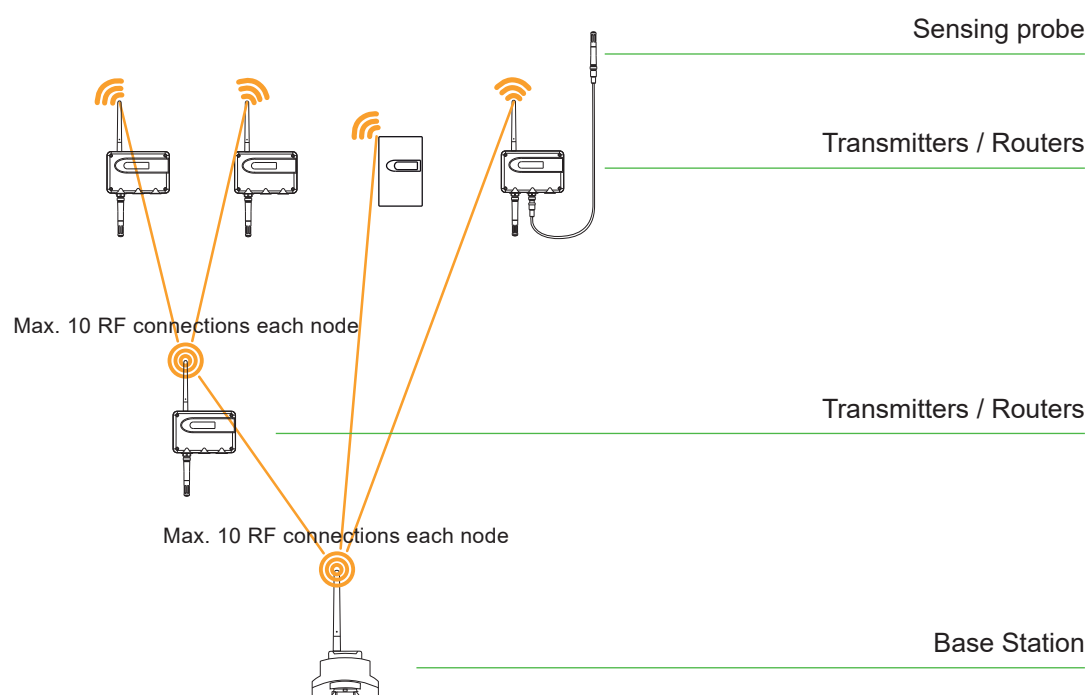 Sensing probe
Transmitters / Routers
Max. 10 RF connections each node
Transmitters / Routers
Max. 10 RF connections each node
Base Station